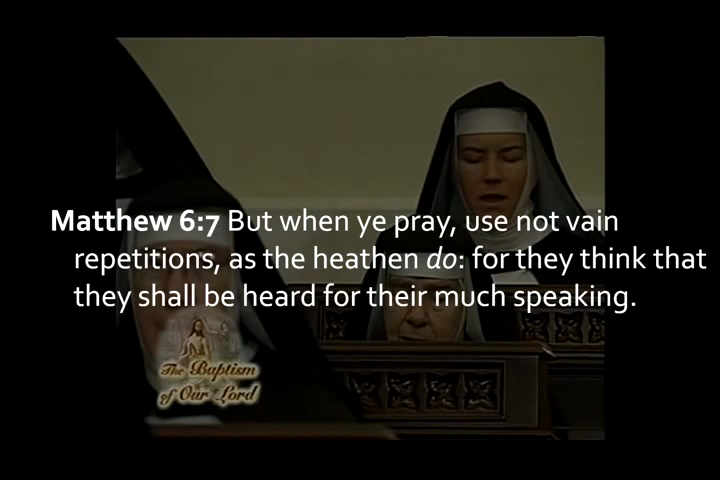 Matthew 6:7 But when ye pray, use not vain
repetitions, as the heathen do: for they think that
they shall be heard for their much speaking.
The Baptism
of Our Lord